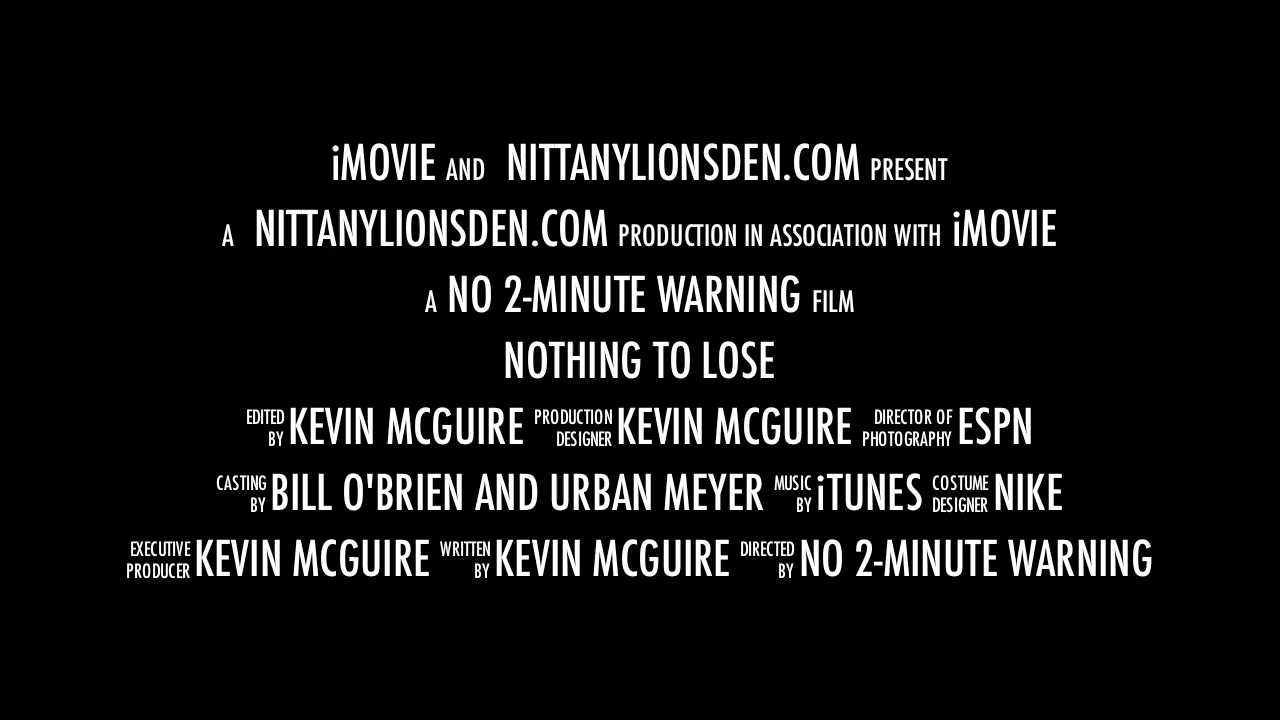 iMOVIE AND NITTANYLIONSDEN.COM PRESENT
A NITTANYLIONSDEN.COM PRODUCTION IN ASSOCIATION WITH iMOVIE
A NO 2-MINUTE WARNING FILM
NOTHING TO LOSE
EDITED BY KEVIN MCGUIRE PRODUCTION DESIGNER KEVIN MCGUIRE DIRECTOR OF PHOTOGRAPHY ESPN
CASTING BY BILL O'BRIEN AND URBAN MEYER MUSIC BY iTUNES COSTUME DESIGNER NIKE
EXECUTIVE PRODUCER KEVIN MCGUIRE WRITTEN BY KEVIN MCGUIRE DIRECTED BY NO 2-MINUTE WARNING